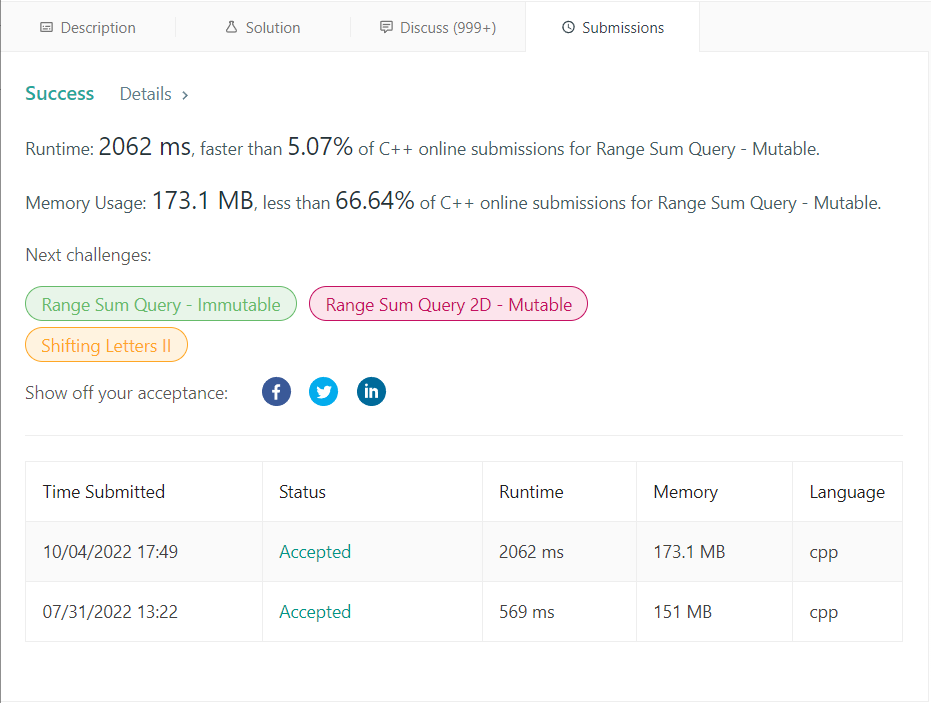 Description Solution Discuss (999+) Submissions
Success Details >
Runtime: 2062 ms, faster than 5.07% of C++ online submissions for Range Sum Query - Mutable.
Memory Usage: 173.1 MB, less than 66.64% of C++ online submissions for Range Sum Query - Mutable.
Next challenges:
Range Sum Query - Immutable Range Sum Query 2D - Mutable
Shifting Letters II
Show off your acceptance: f in
Time Submitted Status Runtime Memory Language
10/04/2022 17:49 Accepted 2062 ms 173.1 MB cpp
07/31/2022 13:22 Accepted 569 ms 151 MB cpp